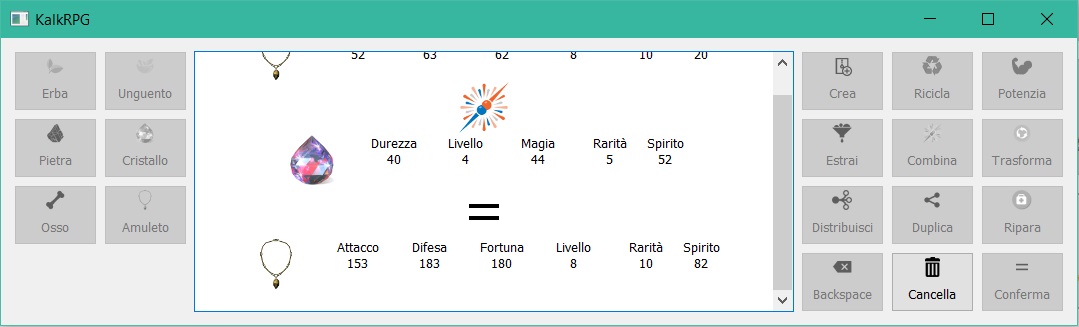 KalkRPG
Erba Unguento
Pietra Cristallo
Osso Amuleto
52 63 62 8 10 20
Durezza Livello Magia Rarità Spirito
40 4 44 5 52
=
Attacco Difesa Fortuna Livello Rarità Spirito
153 183 180 8 10 82
Crea Ricicla Potenzia
Estrai Combina Trasforma
Distribuisci Duplica Ripara
Backspace Cancella Conferma